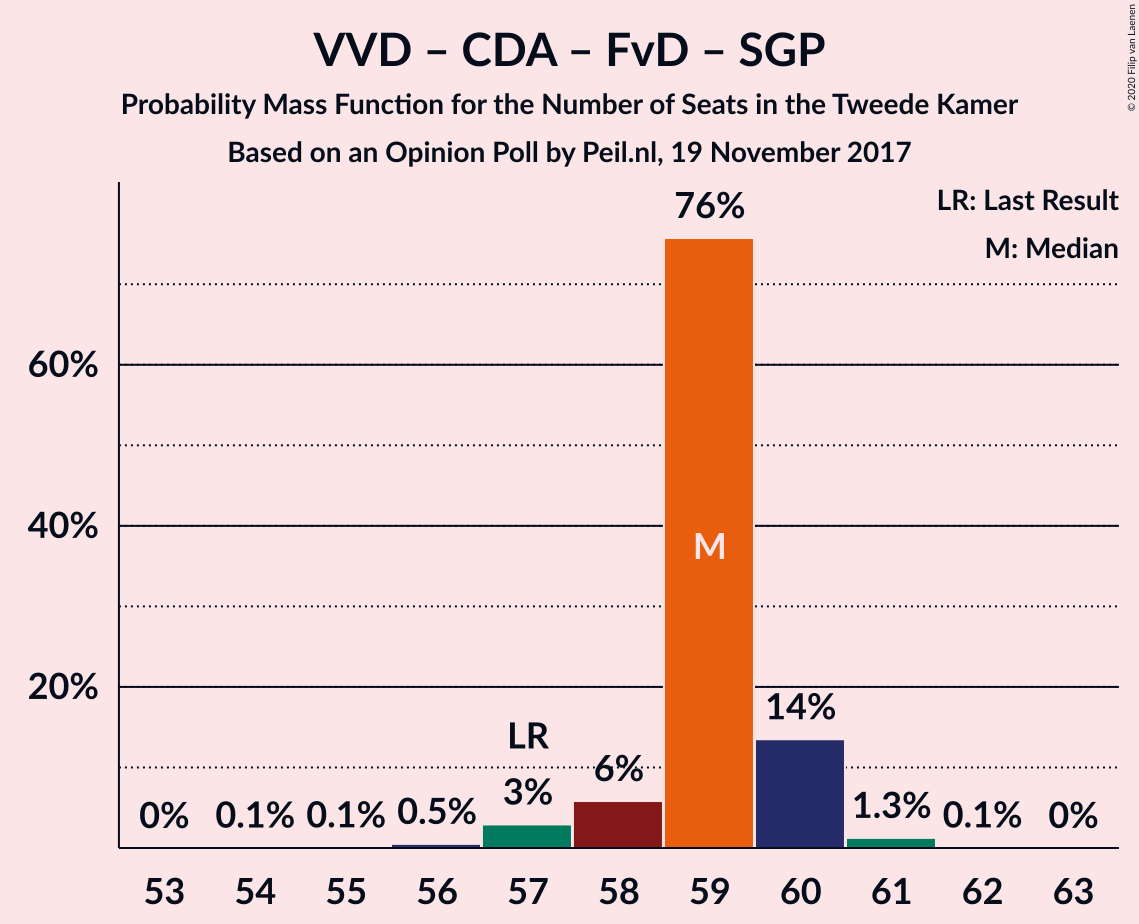 VVD – CDA – FvD – SGP
Probability Mass Function for the Number of Seats in the Tweede Kamer
Based on an Opinion Poll by Peil.nl, 19 November 2017
© 2020 Filip van Laenen
LR: Last Result
M: Median
76%
60%
40%
20%
M
LR
0%
0.1%
0.1%
0.5%
3%
6%
14%
1.3%
0.1%
0%
53 54 55 56 57 58 59 60 61 62 63